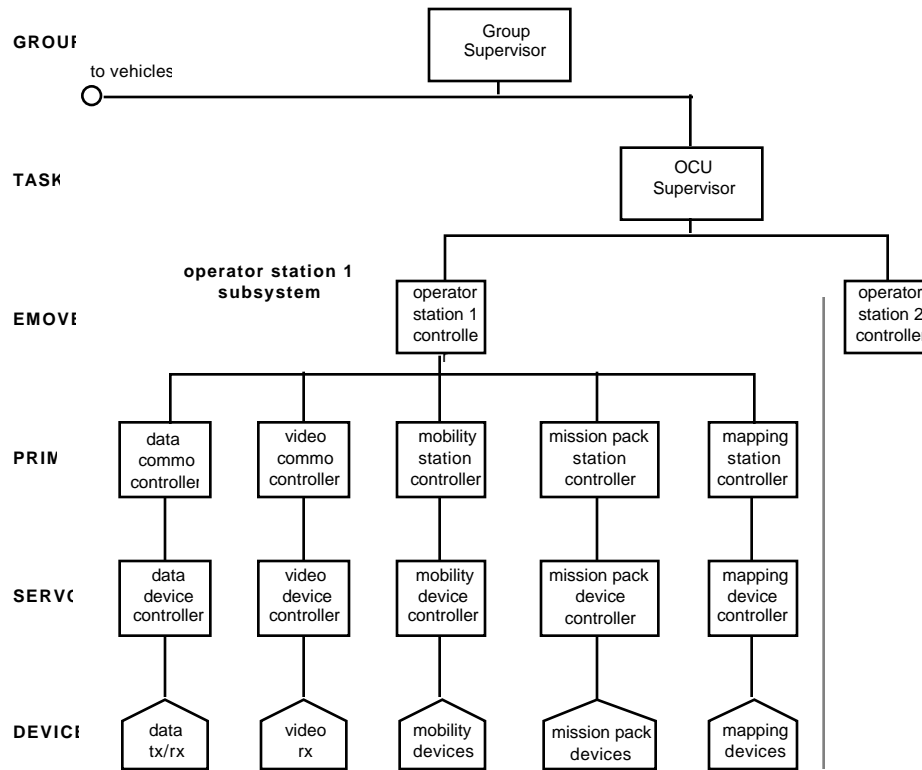 GROUP
Group
Supervisor
to vehicles
TASK
OCU
Supervisor
operator station 1
subsystem
EMOVE
operator
station 1
controlle
operator
station 2
controller
PRIM
data
commo
controller
video
commo
controller
mobility
station
controller
mission pack
station
controller
mapping
station
controller
SERVO
data
device
controller
video
device
controller
mobility
device
controller
mission pack
device
controller
mapping
device
controller
DEVICE
data
tx/rx
video
rx
mobility
devices
mission pack
devices
mapping
devices